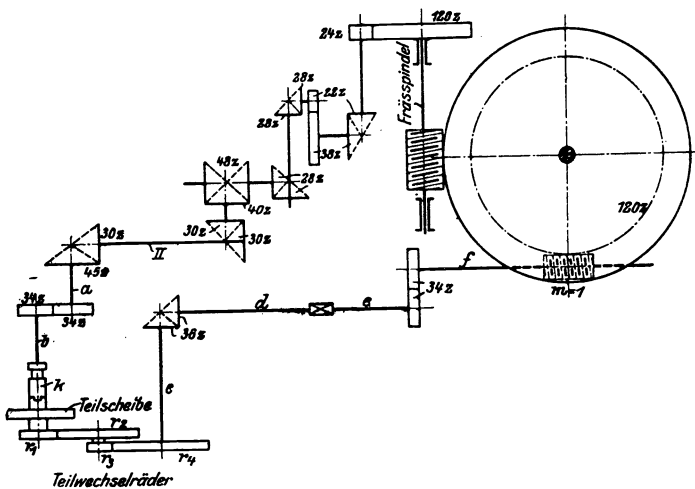 24z
120z
Frässpindel
28z
22z
28z
38z
28z
48z
40z
30z
30z
II
30z
45z
a
34z
34z
b
k
Teilscheibe
r₁
r₂
r₃
r₄
Teilwechselräder
38z
d
e
e
34z
f
m=1
120z